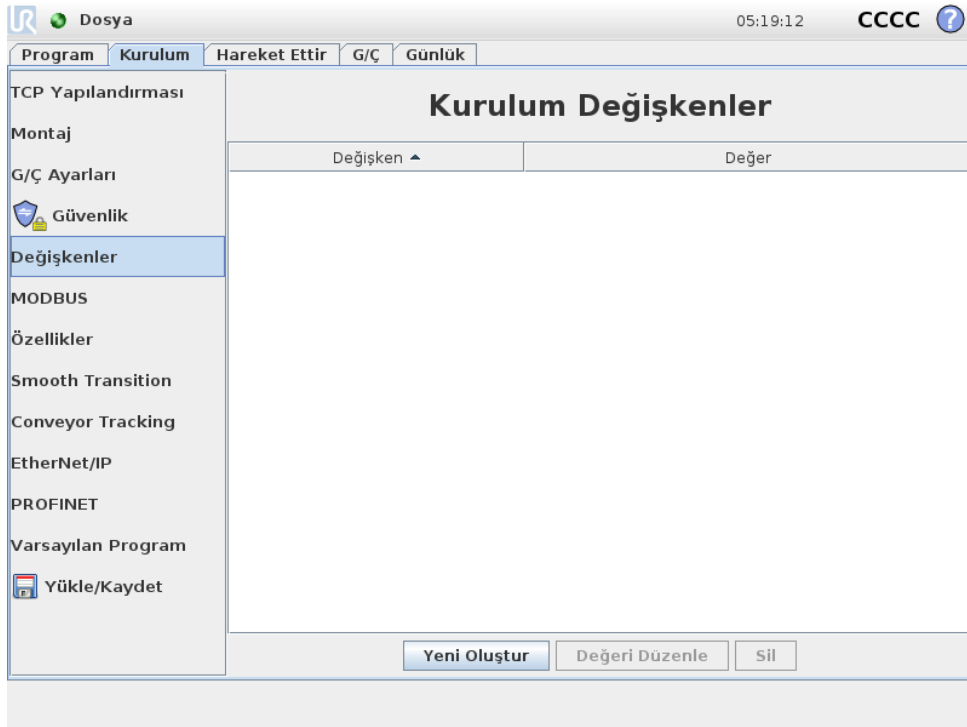 UR Dosya 05:19:12 CCCC ?
Program Kurulum Hareket Ettir G/Ç Günlük
TCP Yapılandırması
Montaj
G/Ç Ayarları
Güvenlik
Değişkenler
MODBUS
Özellikler
Smooth Transition
Conveyor Tracking
EtherNet/IP
PROFINET
Varsayılan Program
Yükle/Kaydet
Kurulum Değişkenler
Değişken Değer
Yeni Oluştur Değeri Düzenle Sil